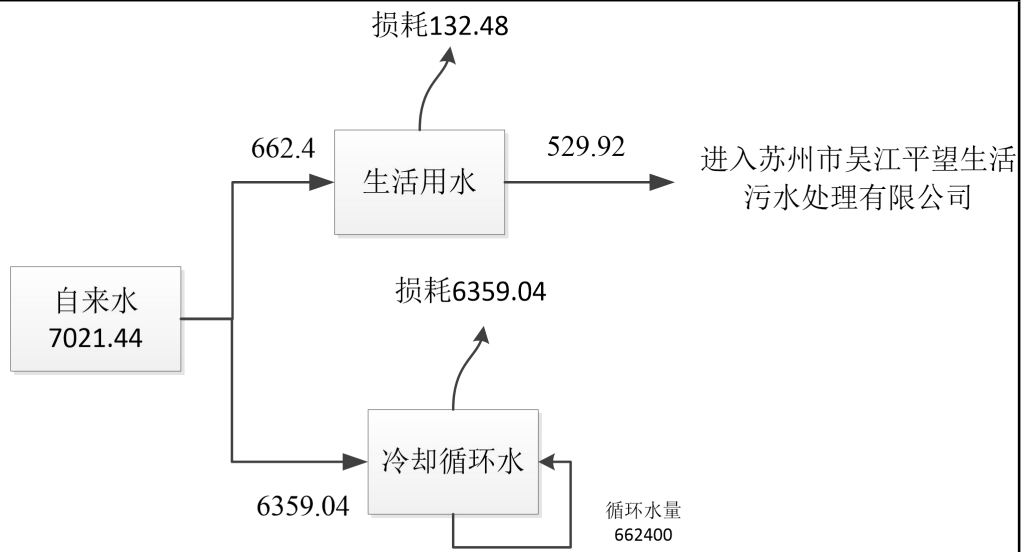 损耗132.48
662.4
生活用水
529.92
进入苏州市吴江平望生活
污水处理有限公司
自来水
7021.44
损耗6359.04
冷却循环水
6359.04
循环水量
662400